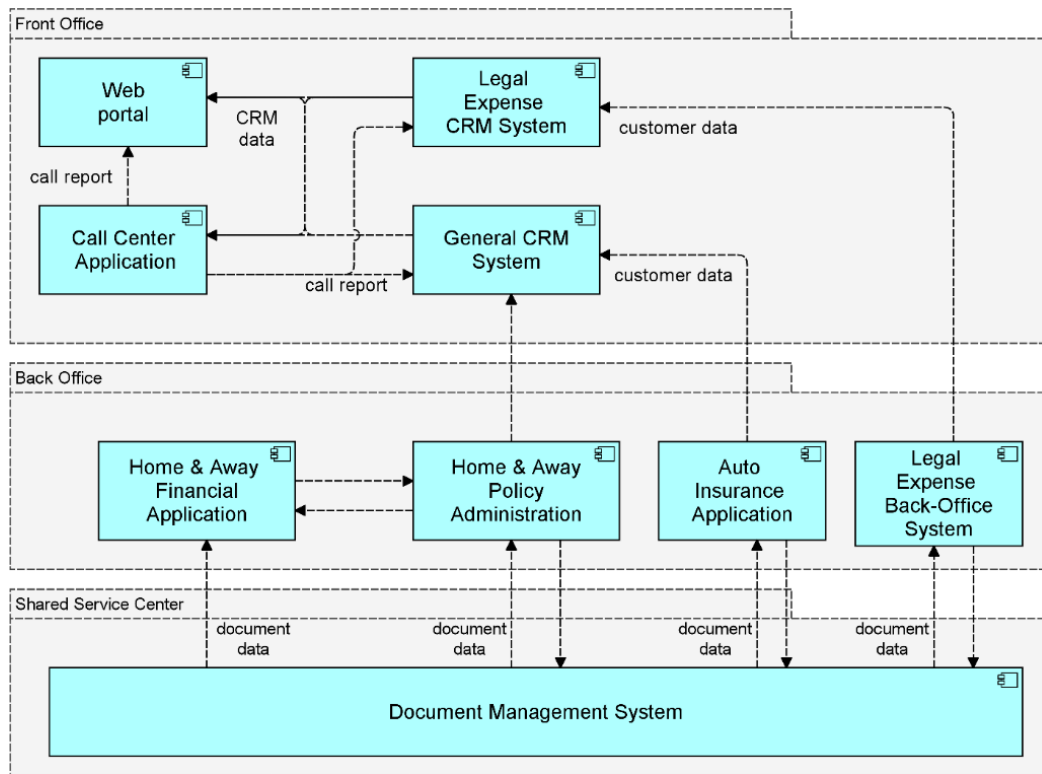 Front Office
Web
portal
Legal
Expense
CRM System
CRM
data
customer data
call report
Call Center
Application
General CRM
System
call report
customer data
Back Office
Home & Away
Financial
Application
Home & Away
Policy
Administration
Auto
Insurance
Application
Legal
Expense
Back-Office
System
Shared Service Center
document
data
document
data
document
data
document
data
Document Management System